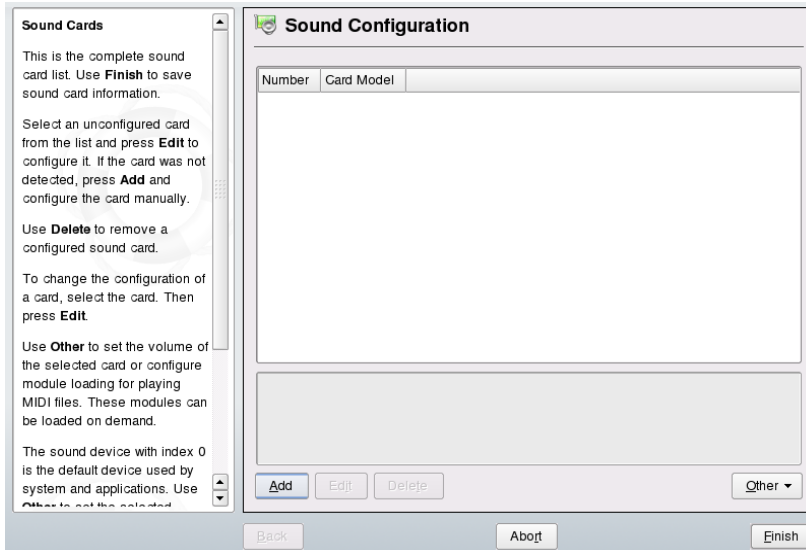 Sound Cards
This is the complete sound
card list. Use Finish to save
sound card information.
Select an unconfigured card
from the list and press Edit to
configure it. If the card was not
detected, press Add and
configure the card manually.
Use Delete to remove a
configured sound card.
To change the configuration of
a card, select the card. Then
press Edit.
Use Other to set the volume of
the selected card or configure
module loading for playing
MIDI files. These modules can
be loaded on demand.
The sound device with index 0
is the default device used by
system and applications. Use
Other to set the selected
Sound Configuration
Number Card Model
Add Edit Delete Other
Back Abort Finish